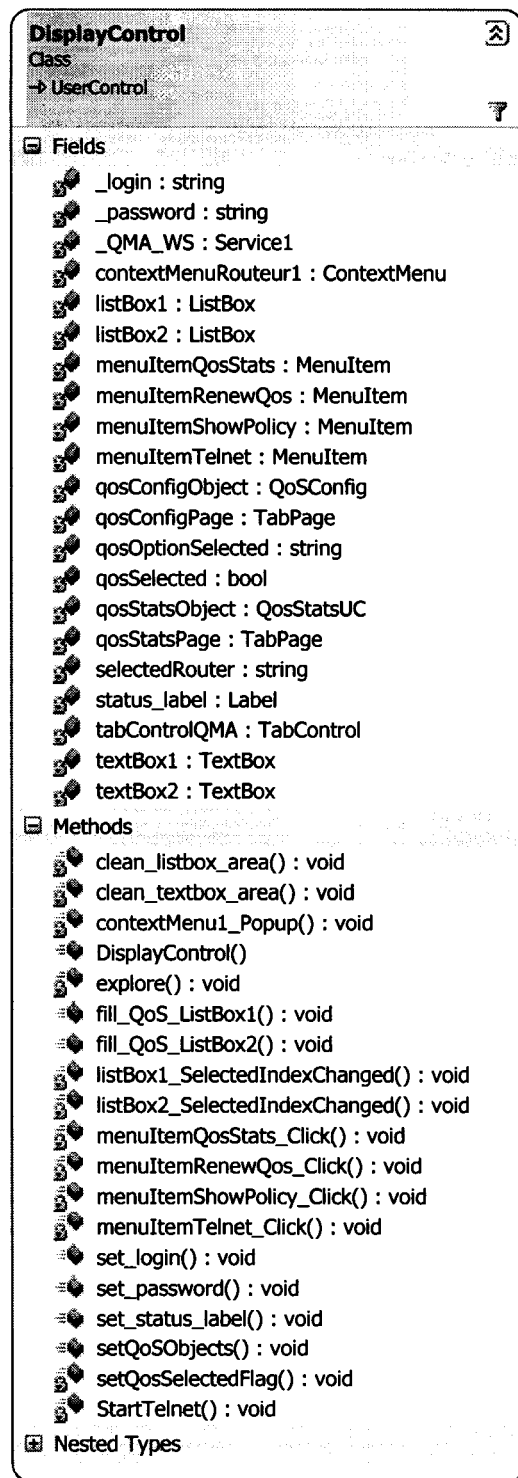 DisplayControl
Class
UserControl
Fields
_login : string
_password : string
_QMA_WS : Service1
contextMenuRouteur1 : ContextMenu
listBox1 : ListBox
listBox2 : ListBox
menuItemQosStats : MenuItem
menuItemRenewQos : MenuItem
menuItemShowPolicy : MenuItem
menuItemTelnet : MenuItem
qosConfigObject : QoSConfig
qosConfigPage : TabPage
qosOptionSelected : string
qosSelected : bool
qosStatsObject : QosStatsUC
qosStatsPage : TabPage
selectedRouter : string
status_label : Label
tabControlQMA : TabControl
textBox1 : TextBox
textBox2 : TextBox
Methods
clean_listbox_area() : void
clean_textbox_area() : void
contextMenu1_Popup() : void
DisplayControl()
explore() : void
fill_QoS_ListBox1() : void
fill_QoS_ListBox2() : void
listBox1_SelectedIndexChanged() : void
listBox2_SelectedIndexChanged() : void
menuItemQosStats_Click() : void
menuItemRenewQos_Click() : void
menuItemShowPolicy_Click() : void
menuItemTelnet_Click() : void
set_login() : void
set_password() : void
set_status_label() : void
setQoSObjects() : void
setQosSelectedFlag() : void
StartTelnet() : void
Nested Types